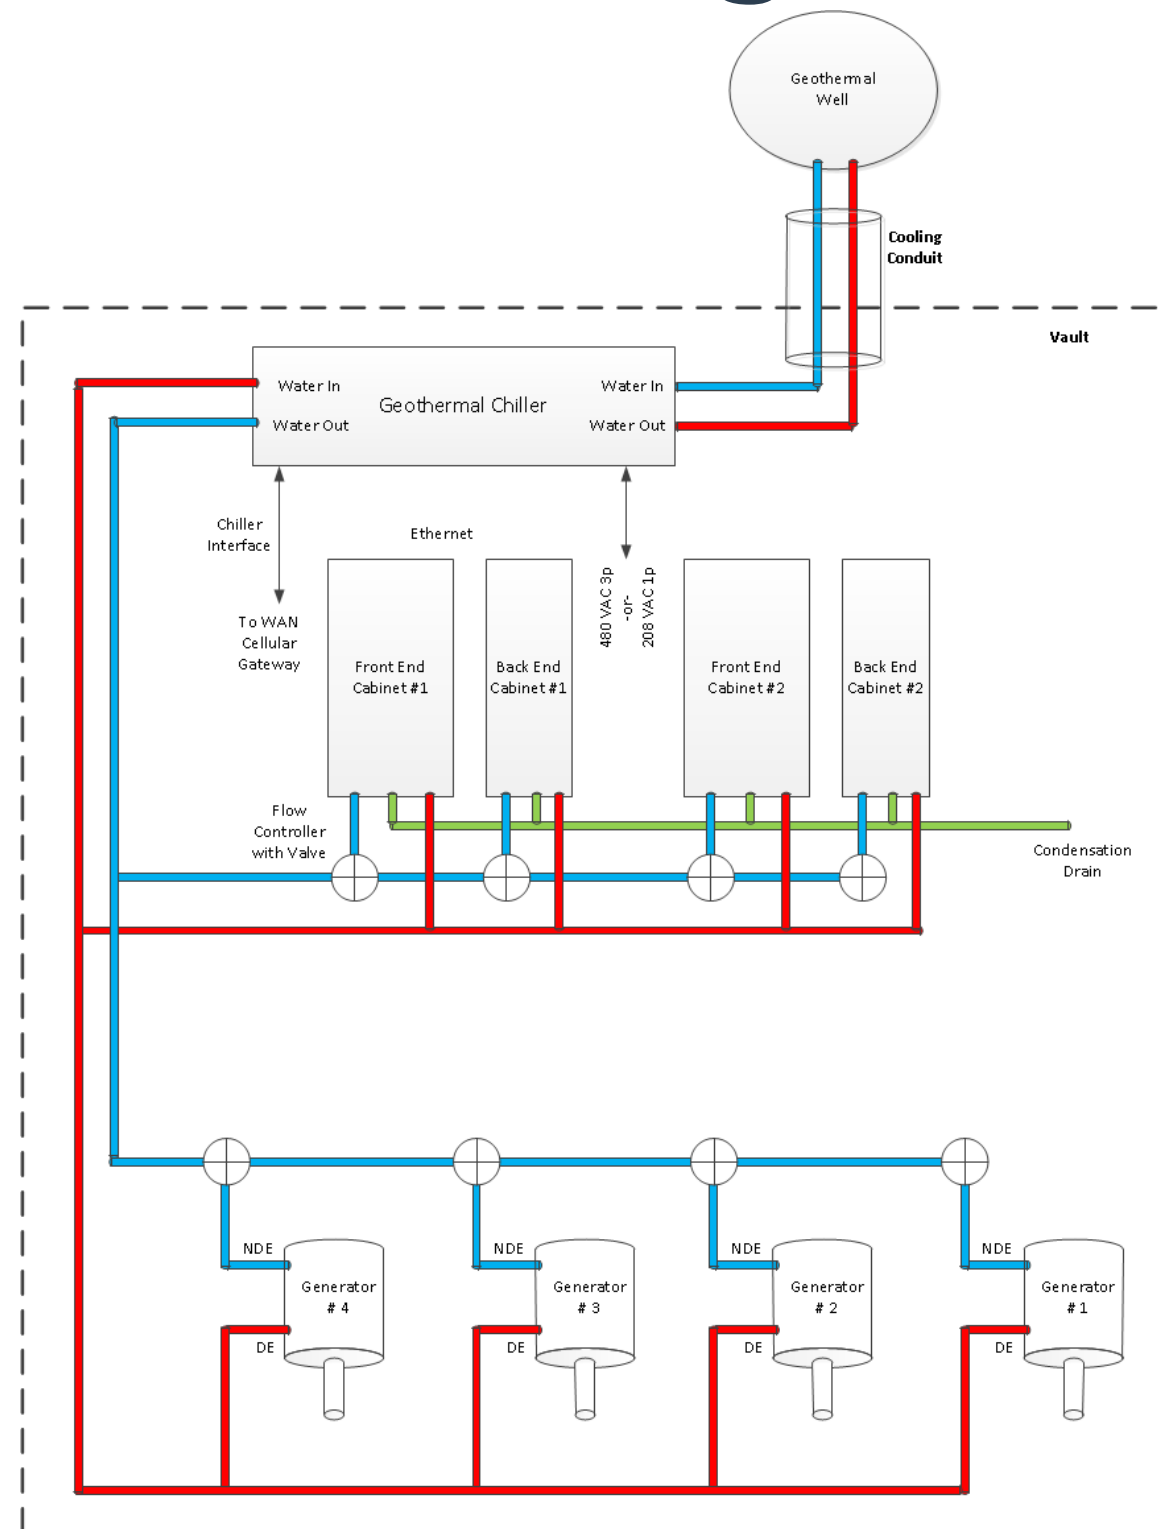 Geothermal
Well
Cooling
Conduit
Vault
Water In
Water Out
Geothermal Chiller
Water In
Water Out
Chiller
Interface
Ethernet
To WAN
Cellular
Gateway
480 VAC 3p
-or-
208 VAC 1p
Front End
Cabinet #1
Back End
Cabinet #1
Front End
Cabinet #2
Back End
Cabinet #2
Flow
Controller
with Valve
Condensation
Drain
NDE
Generator
# 4
DE
NDE
Generator
# 3
DE
NDE
Generator
# 2
DE
NDE
Generator
#1
DE